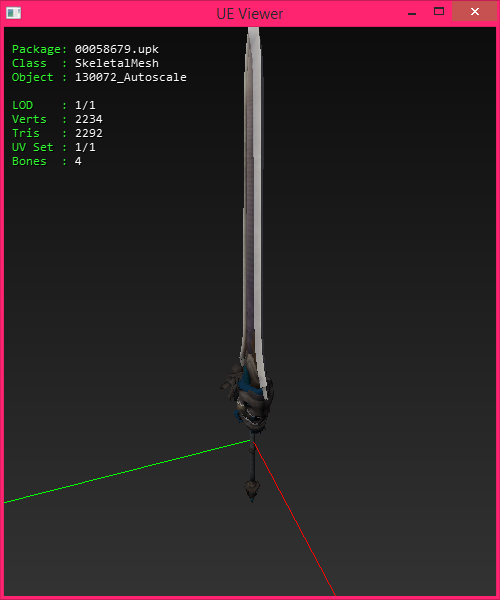 UE Viewer
Package: 00058679.upk
Class : SkeletalMesh
Object : 130072_Autoscale
LOD : 1/1
Verts : 2234
Tris : 2292
UV Set : 1/1
Bones : 4